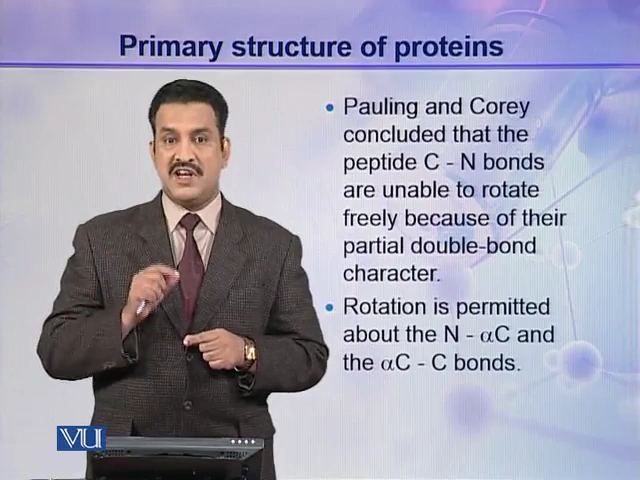 Primary structure of proteins
• Pauling and Corey
concluded that the
peptide C - N bonds
are unable to rotate
freely because of their
partial double-bond
character.
• Rotation is permitted
about the N - αC and
the αC - C bonds.
VU